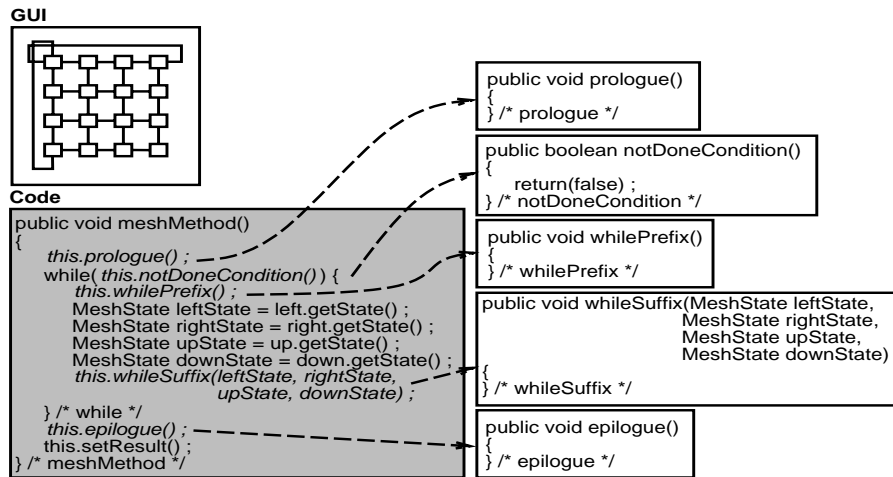 GUI
Code
public void meshMethod()
{
this.prologue() ;
while( this.notDoneCondition() ) {
this.whilePrefix() ;
MeshState leftState = left.getState() ;
MeshState rightState = right.getState() ;
MeshState upState = up.getState() ;
MeshState downState = down.getState() ;
this.whileSuffix(leftState, rightState,
upState, downState) ;
} /* while */
this.epilogue() ;
this.setResult() ;
} /* meshMethod */
public void prologue()
{
} /* prologue */
public boolean notDoneCondition()
{
return(false) ;
} /* notDoneCondition */
public void whilePrefix()
{
} /* whilePrefix */
public void whileSuffix(MeshState leftState,
MeshState rightState,
MeshState upState,
MeshState downState)
{
} /* whileSuffix */
public void epilogue()
{
} /* epilogue */